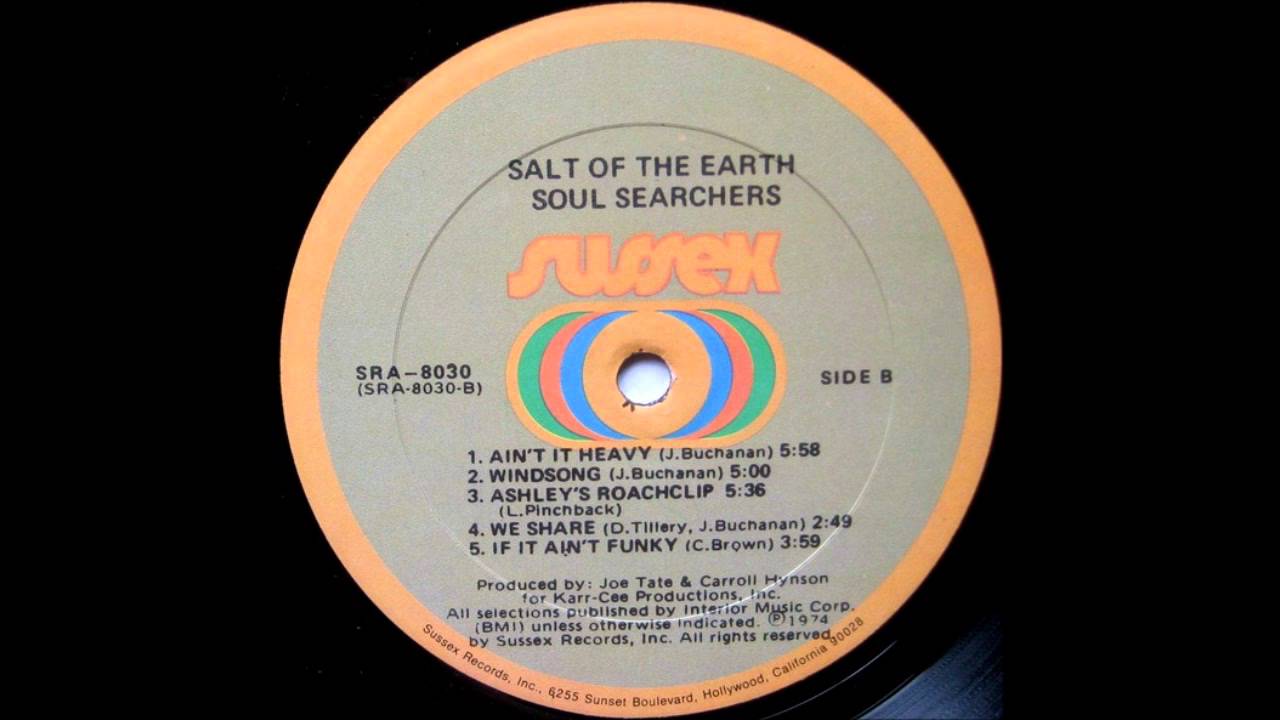 SALT OF THE EARTH
SOUL SEARCHERS
sussex
SRA-8030
(SRA-8030-B)
SIDE B
1. AIN'T IT HEAVY (J.Buchanan) 5:58
2. WINDSONG (J.Buchanan) 5:00
3. ASHLEY'S ROACHCLIP 5:36
(L.Pinchback)
4. WE SHARE (D.Tillery, J.Buchanan) 2:49
5. IF IT AIN'T FUNKY (C.Brown) 3:59
Produced by: Joe Tate & Carroll Hynson
for Karr-Cee Productions, Inc.
All selections published by Interior Music Corp.
(BMI) unless otherwise indicated. ℗1974
by Sussex Records, Inc. All rights reserved.
Sussex Records, Inc., 6255 Sunset Boulevard, Hollywood, California 90028